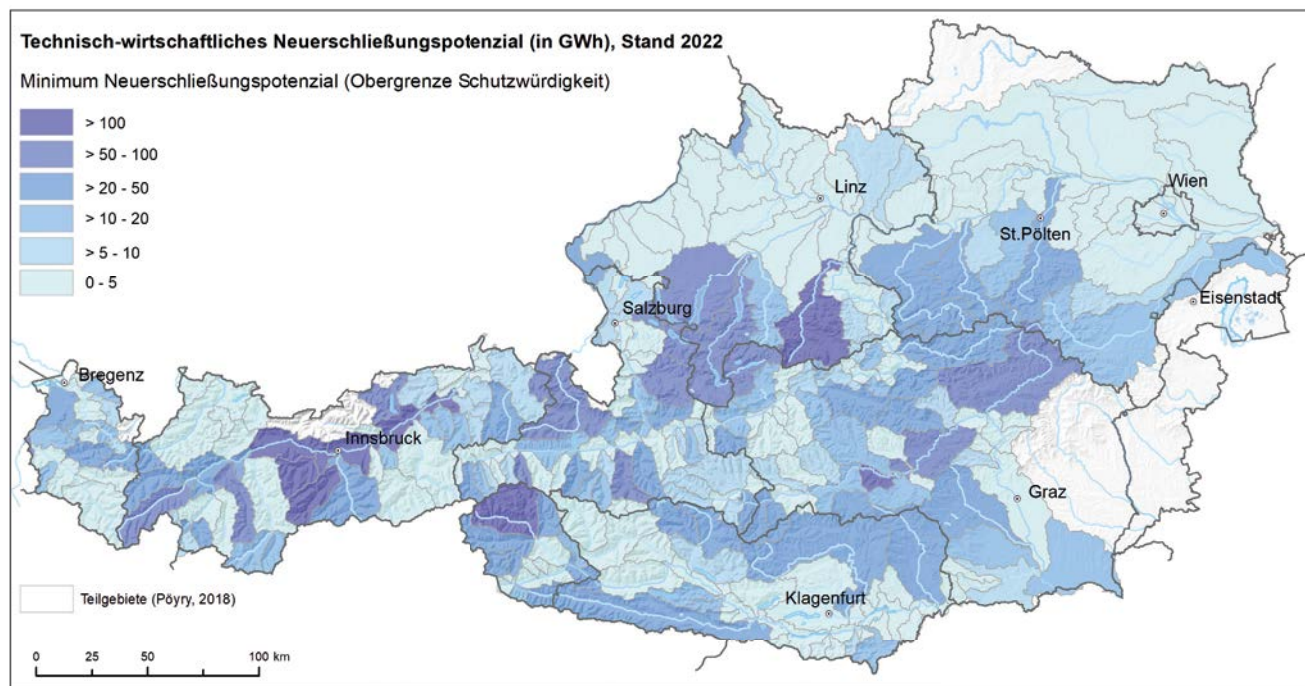 Technisch-wirtschaftliches Neuerschließungspotenzial (in GWh), Stand 2022
Minimum Neuerschließungspotenzial (Obergrenze Schutzwürdigkeit)
> 100
> 50 - 100
> 20 - 50
> 10 - 20
> 5 - 10
0 - 5
Linz
Wien
St.Pölten
Eisenstadt
Salzburg
Bregenz
Innsbruck
Graz
Klagenfurt
Teilgebiete (Pöyry, 2018)
0 25 50 100 km